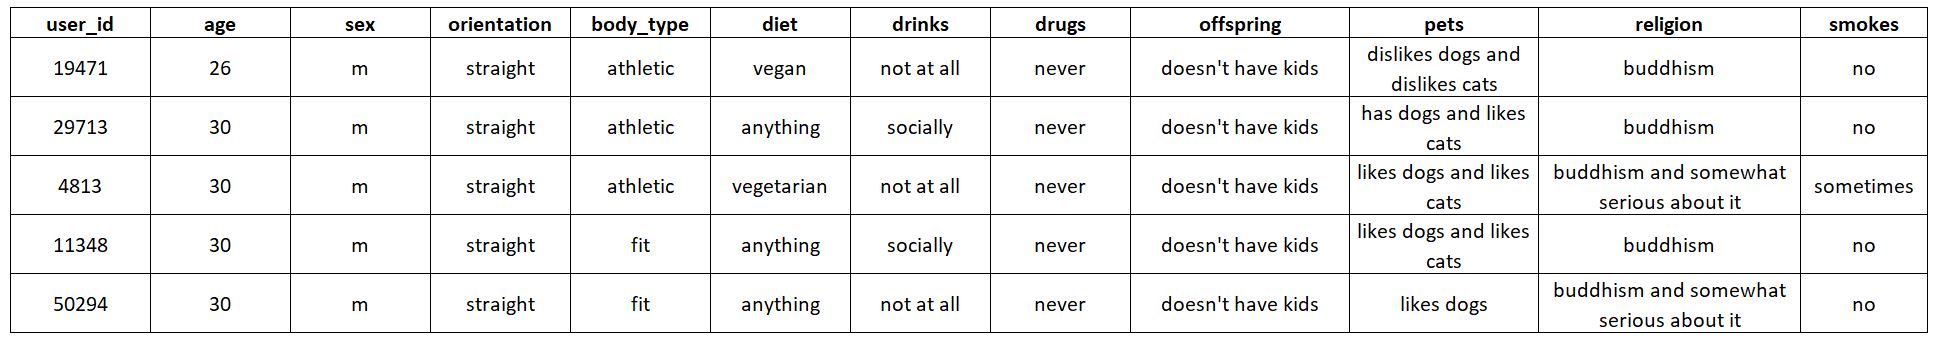 user_id age sex orientation body_type diet drinks drugs offspring pets religion smokes
19471 26 m straight athletic vegan not at all never doesn't have kids dislikes dogs and dislikes cats buddhism no
29713 30 m straight athletic anything socially never doesn't have kids has dogs and likes cats buddhism no
4813 30 m straight athletic vegetarian not at all never doesn't have kids likes dogs and likes cats buddhism and somewhat serious about it sometimes
11348 30 m straight fit anything socially never doesn't have kids likes dogs and likes cats buddhism no
50294 30 m straight fit anything not at all never doesn't have kids likes dogs buddhism and somewhat serious about it no